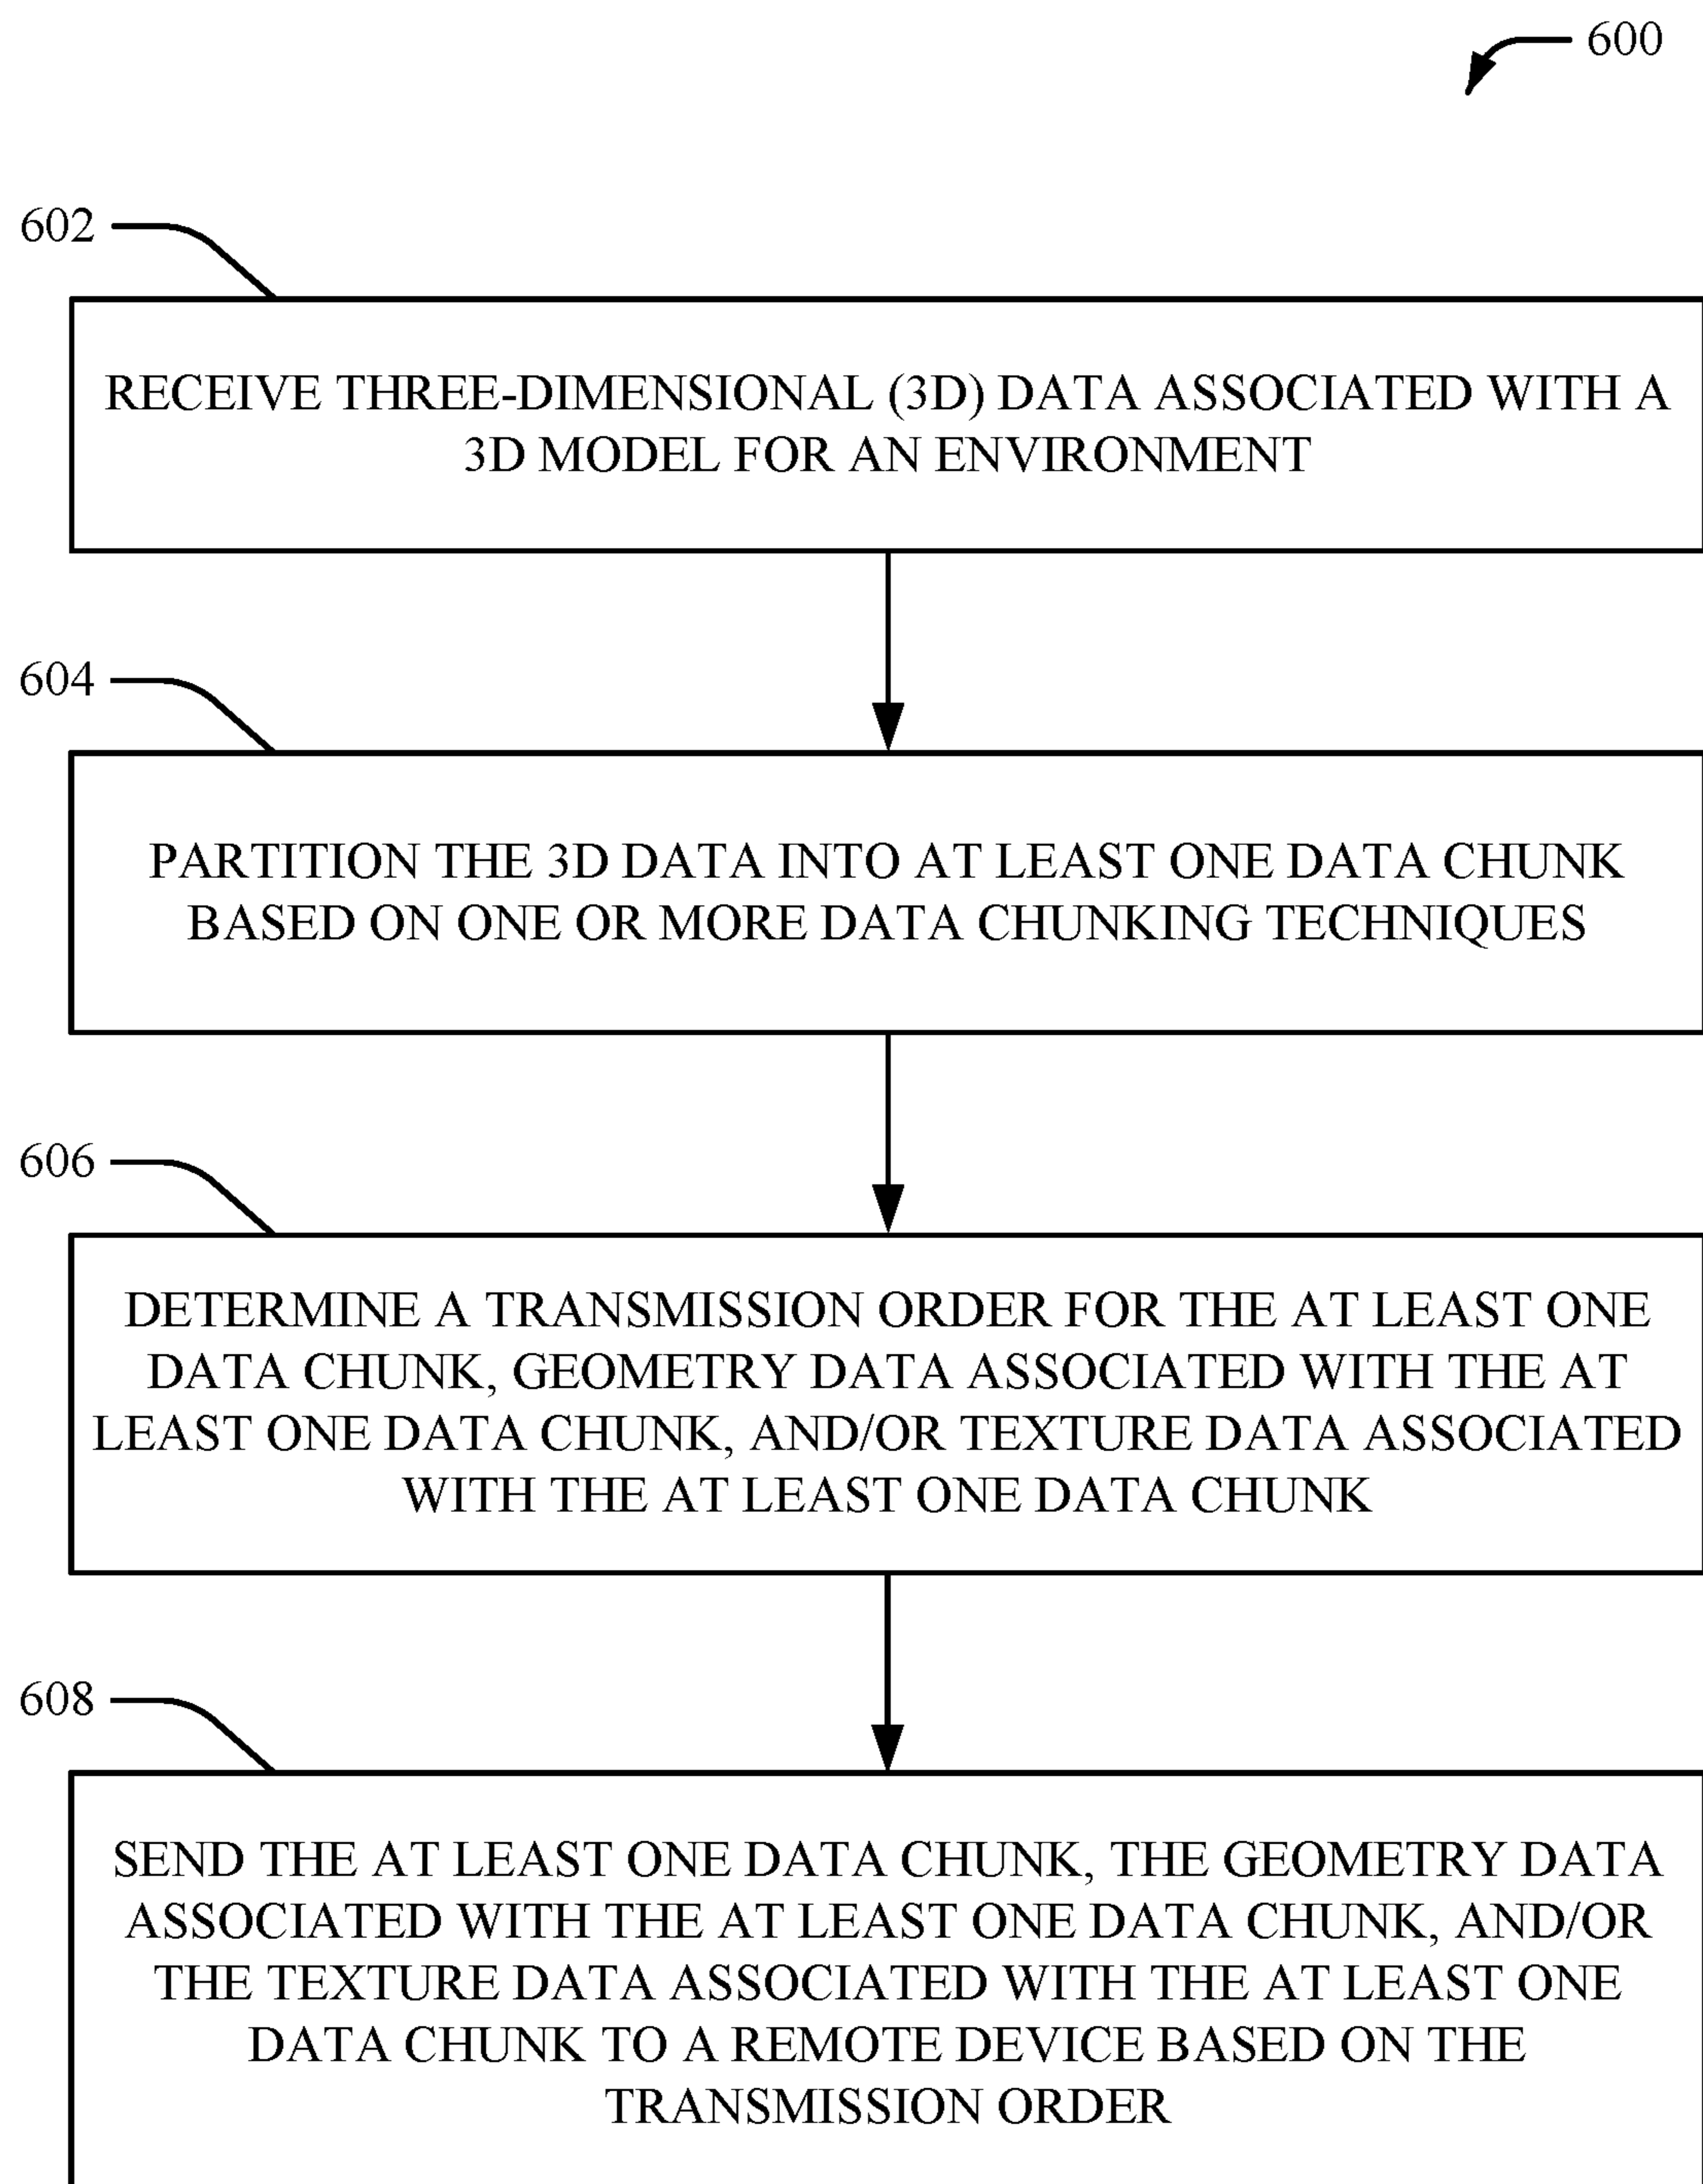 600
602
RECEIVE THREE-DIMENSIONAL (3D) DATA ASSOCIATED WITH A
3D MODEL FOR AN ENVIRONMENT
604
PARTITION THE 3D DATA INTO AT LEAST ONE DATA CHUNK
BASED ON ONE OR MORE DATA CHUNKING TECHNIQUES
606
DETERMINE A TRANSMISSION ORDER FOR THE AT LEAST ONE
DATA CHUNK, GEOMETRY DATA ASSOCIATED WITH THE AT
LEAST ONE DATA CHUNK, AND/OR TEXTURE DATA ASSOCIATED
WITH THE AT LEAST ONE DATA CHUNK
608
SEND THE AT LEAST ONE DATA CHUNK, THE GEOMETRY DATA
ASSOCIATED WITH THE AT LEAST ONE DATA CHUNK, AND/OR
THE TEXTURE DATA ASSOCIATED WITH THE AT LEAST ONE
DATA CHUNK TO A REMOTE DEVICE BASED ON THE
TRANSMISSION ORDER